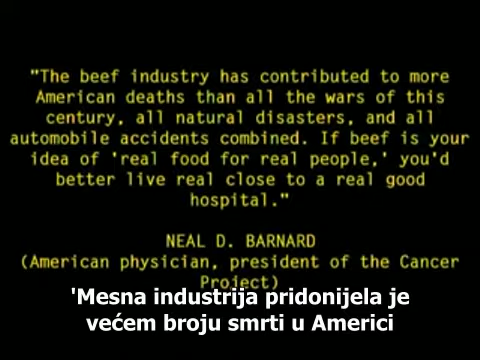 "The beef industry has contributed to more
American deaths than all the wars of this
century, all natural disasters, and all
automobile accidents combined. If beef is your
idea of 'real food for real people,' you'd
better live real close to a real good
hospital."
NEAL D. BARNARD
(American physician, president of the Cancer
Project)
'Mesna industrija pridonijela je
većem broju smrti u Americi